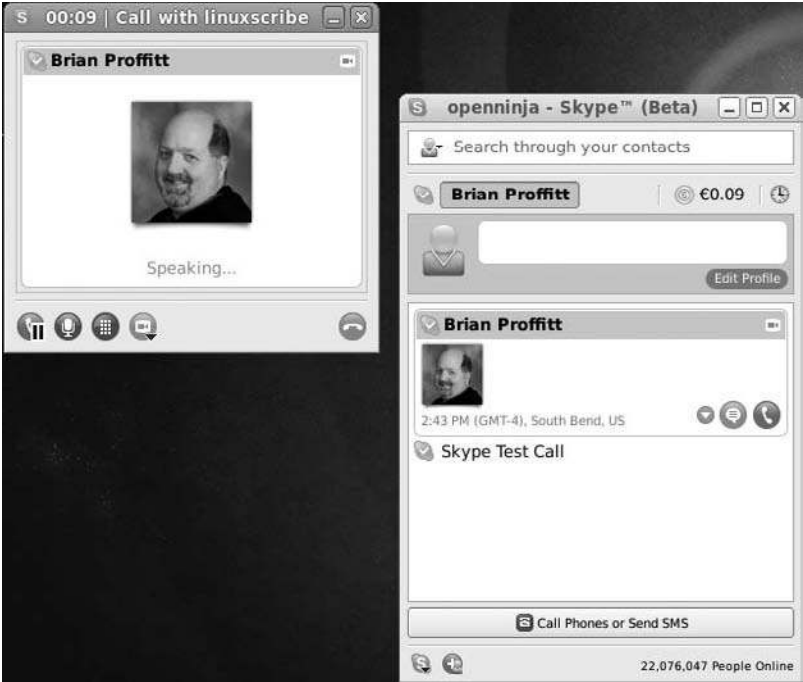 S 00:09 | Call with linuxscribe
Brian Proffitt
Speaking...
S openninja - Skype™ (Beta)
Search through your contacts
Brian Proffitt
€0.09
Edit Profile
Brian Proffitt
2:43 PM (GMT-4), South Bend, US
Skype Test Call
Call Phones or Send SMS
22,076,047 People Online